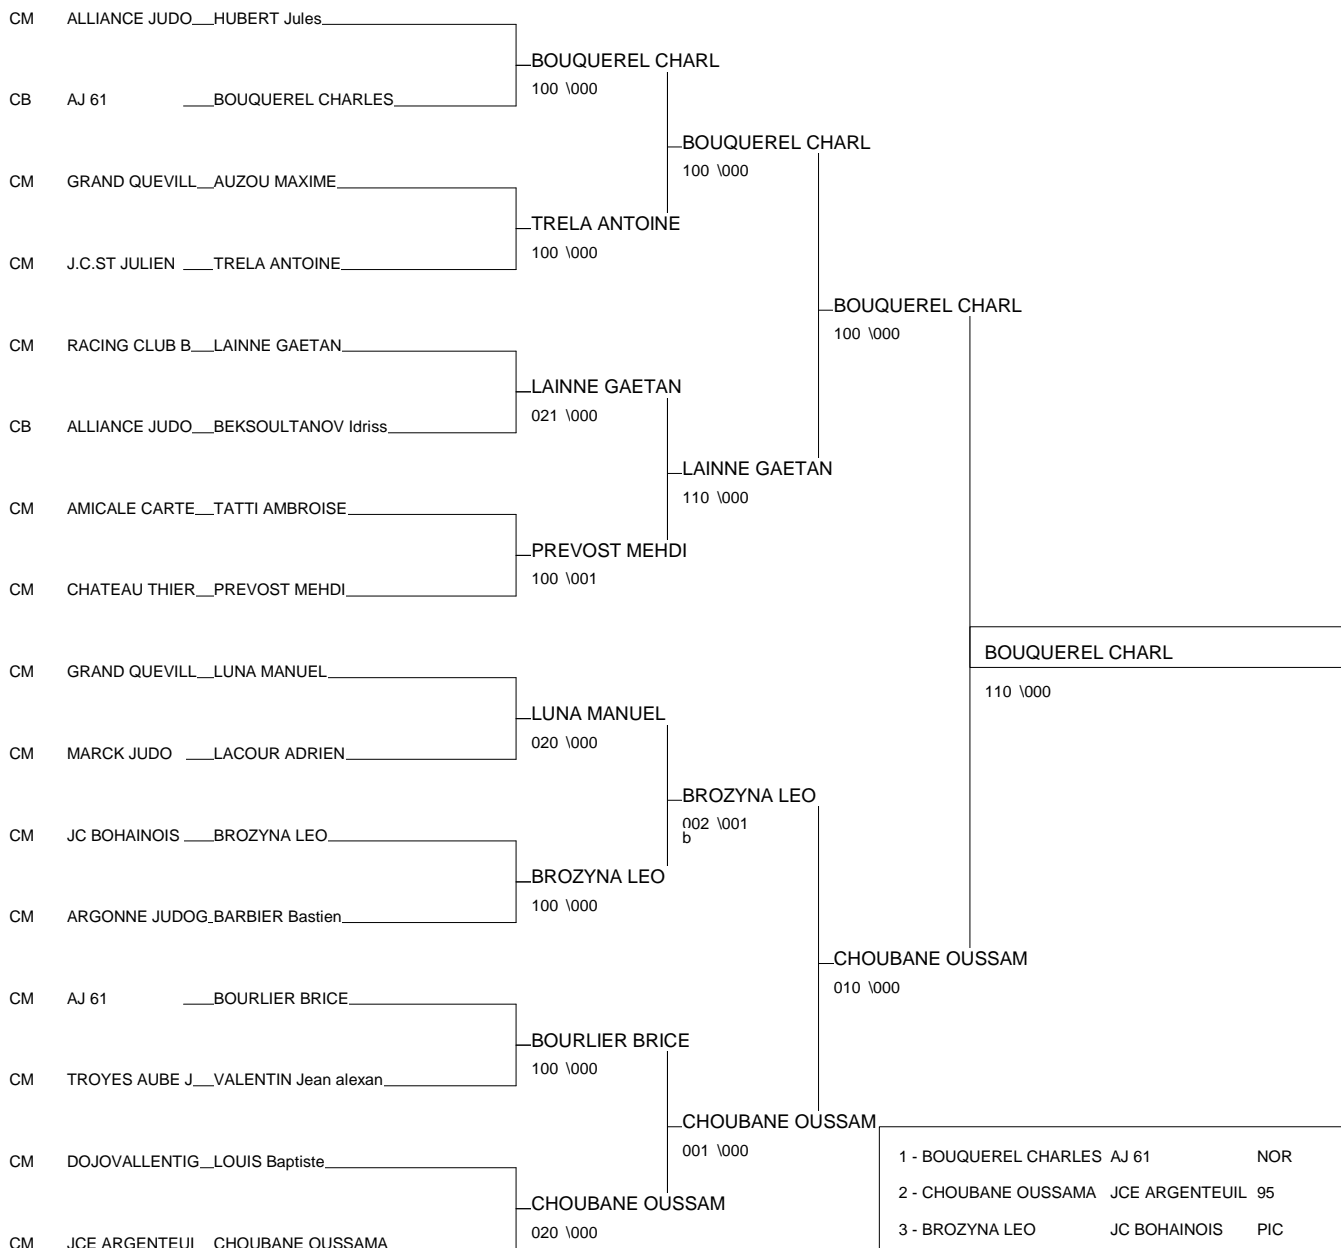 CM ALLIANCE JUDO HUBERT Jules
BOUQUEREL CHARL
100 \000
CB AJ 61 BOUQUEREL CHARLES
BOUQUEREL CHARL
100 \000
CM GRAND QUEVILL AUZOU MAXIME
TRELA ANTOINE
100 \000
CM J.C.ST JULIEN TRELA ANTOINE
BOUQUEREL CHARL
100 \000
CM RACING CLUB B LAINNE GAETAN
LAINNE GAETAN
021 \000
CB ALLIANCE JUDO BEKSOULTANOV Idriss
LAINNE GAETAN
110 \000
CM AMICALE CARTE TATTI AMBROISE
PREVOST MEHDI
100 \001
CM CHATEAU THIER PREVOST MEHDI
BOUQUEREL CHARL
110 \000
CM GRAND QUEVILL LUNA MANUEL
LUNA MANUEL
020 \000
CM MARCK JUDO LACOUR ADRIEN
BROZYNA LEO
002 \001
b
CM JC BOHAINOIS BROZYNA LEO
BROZYNA LEO
100 \000
CM ARGONNE JUDOG BARBIER Bastien
CHOUBANE OUSSAM
010 \000
CM AJ 61 BOURLIER BRICE
BOURLIER BRICE
100 \000
CM TROYES AUBE J VALENTIN Jean alexan
CHOUBANE OUSSAM
001 \000
CM DOJOVALLENTIG LOUIS Baptiste
CHOUBANE OUSSAM
020 \000
CM JCE ARGENTEUI CHOUBANE OUSSAMA
1 - BOUQUEREL CHARLES AJ 61 NOR
2 - CHOUBANE OUSSAMA JCE ARGENTEUIL 95
3 - BROZYNA LEO JC BOHAINOIS PIC